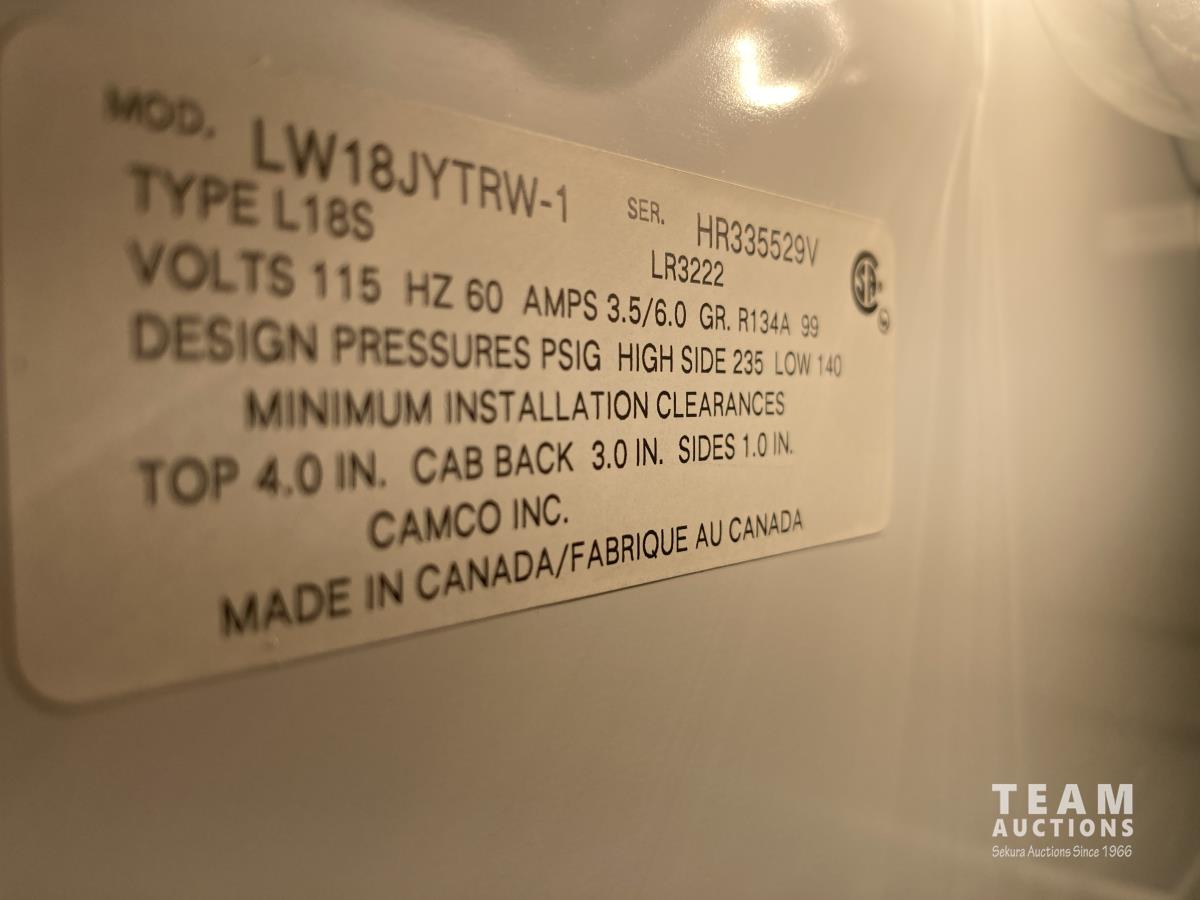 MOD. LW18JYTRW-1 SER. HR335529V
TYPE L18S LR3222
VOLTS 115 HZ 60 AMPS 3.5/6.0 GR. R134A 99
DESIGN PRESSURES PSIG HIGH SIDE 235 LOW 140
MINIMUM INSTALLATION CLEARANCES
TOP 4.0 IN. CAB BACK 3.0 IN. SIDES 1.0 IN.
CAMCO INC.
MADE IN CANADA/FABRIQUE AU CANADA
TEAM
AUCTIONS
Sekura Auctions Since 1966